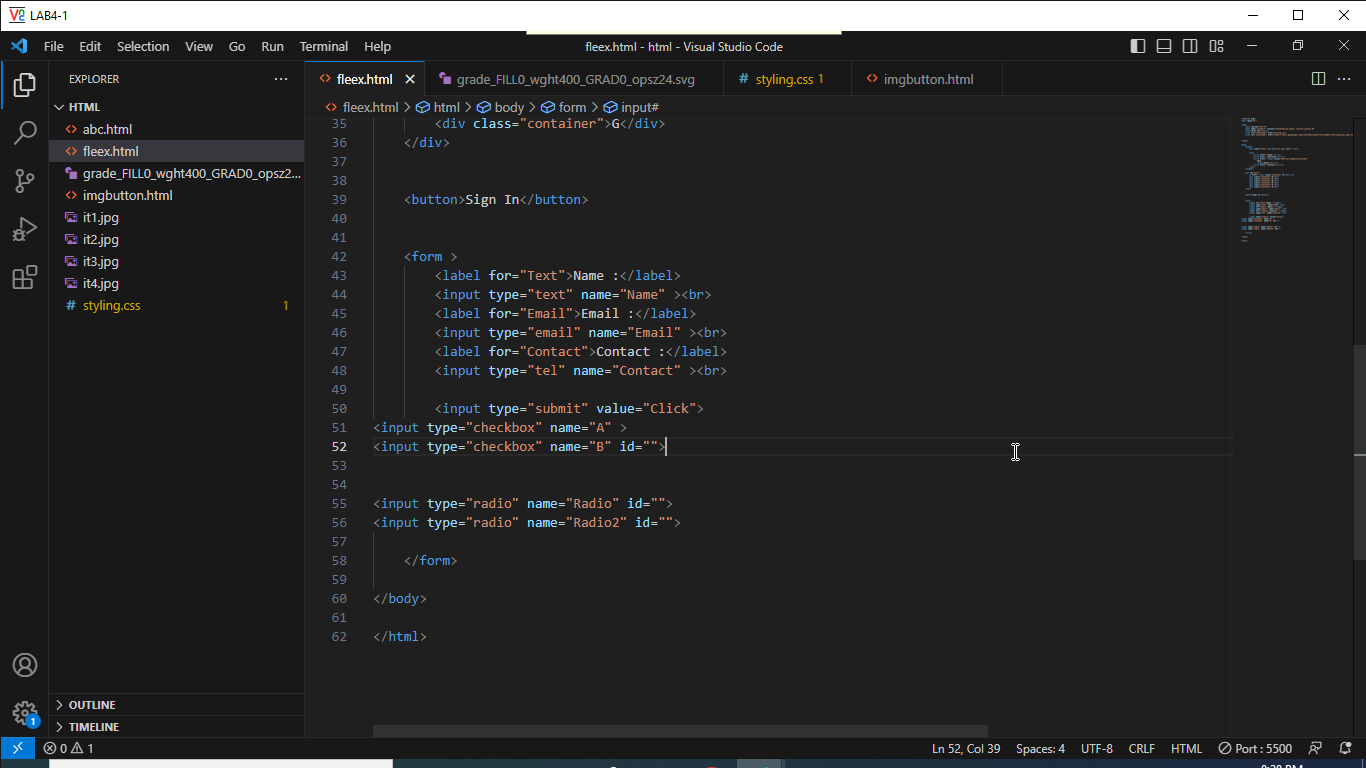 LAB4-1
File Edit Selection View Go Run Terminal Help
fleex.html - html - Visual Studio Code
EXPLORER
HTML
abc.html
fleex.html
grade_FILL0_wght400_GRAD0_opsz2...
imgbutton.html
it1.jpg
it2.jpg
it3.jpg
it4.jpg
# styling.css 1
OUTLINE
TIMELINE
fleex.html
grade_FILL0_wght400_GRAD0_opsz24.svg
# styling.css 1
imgbutton.html
fleex.html > html > body > form > input#
35 <div class="container">G</div>
36 </div>
37
38
39 <button>Sign In</button>
40
41
42 <form >
43 <label for="Text">Name :</label>
44 <input type="text" name="Name" ><br>
45 <label for="Email">Email :</label>
46 <input type="email" name="Email" ><br>
47 <label for="Contact">Contact :</label>
48 <input type="tel" name="Contact" ><br>
49
50 <input type="submit" value="Click">
51 <input type="checkbox" name="A" >
52 <input type="checkbox" name="B" id="">
53
54
55 <input type="radio" name="Radio" id="">
56 <input type="radio" name="Radio2" id="">
57
58 </form>
59
60 </body>
61
62 </html>
1
0 1
Ln 52, Col 39 Spaces: 4 UTF-8 CRLF HTML Port : 5500